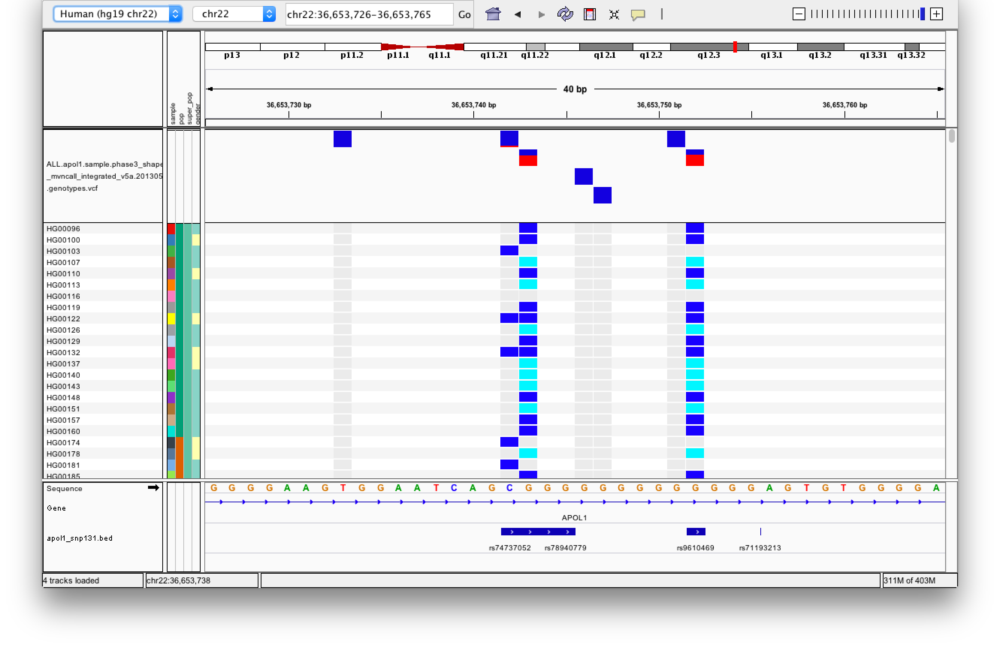 Human (hg19 chr22) chr22 chr22:36,653,726-36,653,765 Go
p13 p12 p11.2 p11.1 q11.1 q11.21 q11.22 q12.1 q12.2 q12.3 q13.1 q13.2 q13.31 q13.32
40 bp
36,653,730 bp 36,653,740 bp 36,653,750 bp 36,653,760 bp
sample
pop
super_pop
gender
ALL.apol1.sample.phase3_shape
_mvncall_integrated_v5a.201305
.genotypes.vcf
HG00096
HG00100
HG00103
HG00107
HG00110
HG00113
HG00116
HG00119
HG00122
HG00126
HG00129
HG00132
HG00137
HG00140
HG00143
HG00148
HG00151
HG00157
HG00160
HG00174
HG00178
HG00181
HG00185
Sequence G G G G A A G T G G A A T C A G C G G G G G G G G G G G G G A G T G T G G G G A
Gene
APOL1
apol1_snp131.bed
rs74737052 rs78940779 rs9610469 rs71193213
4 tracks loaded chr22:36,653,738 311M of 403M